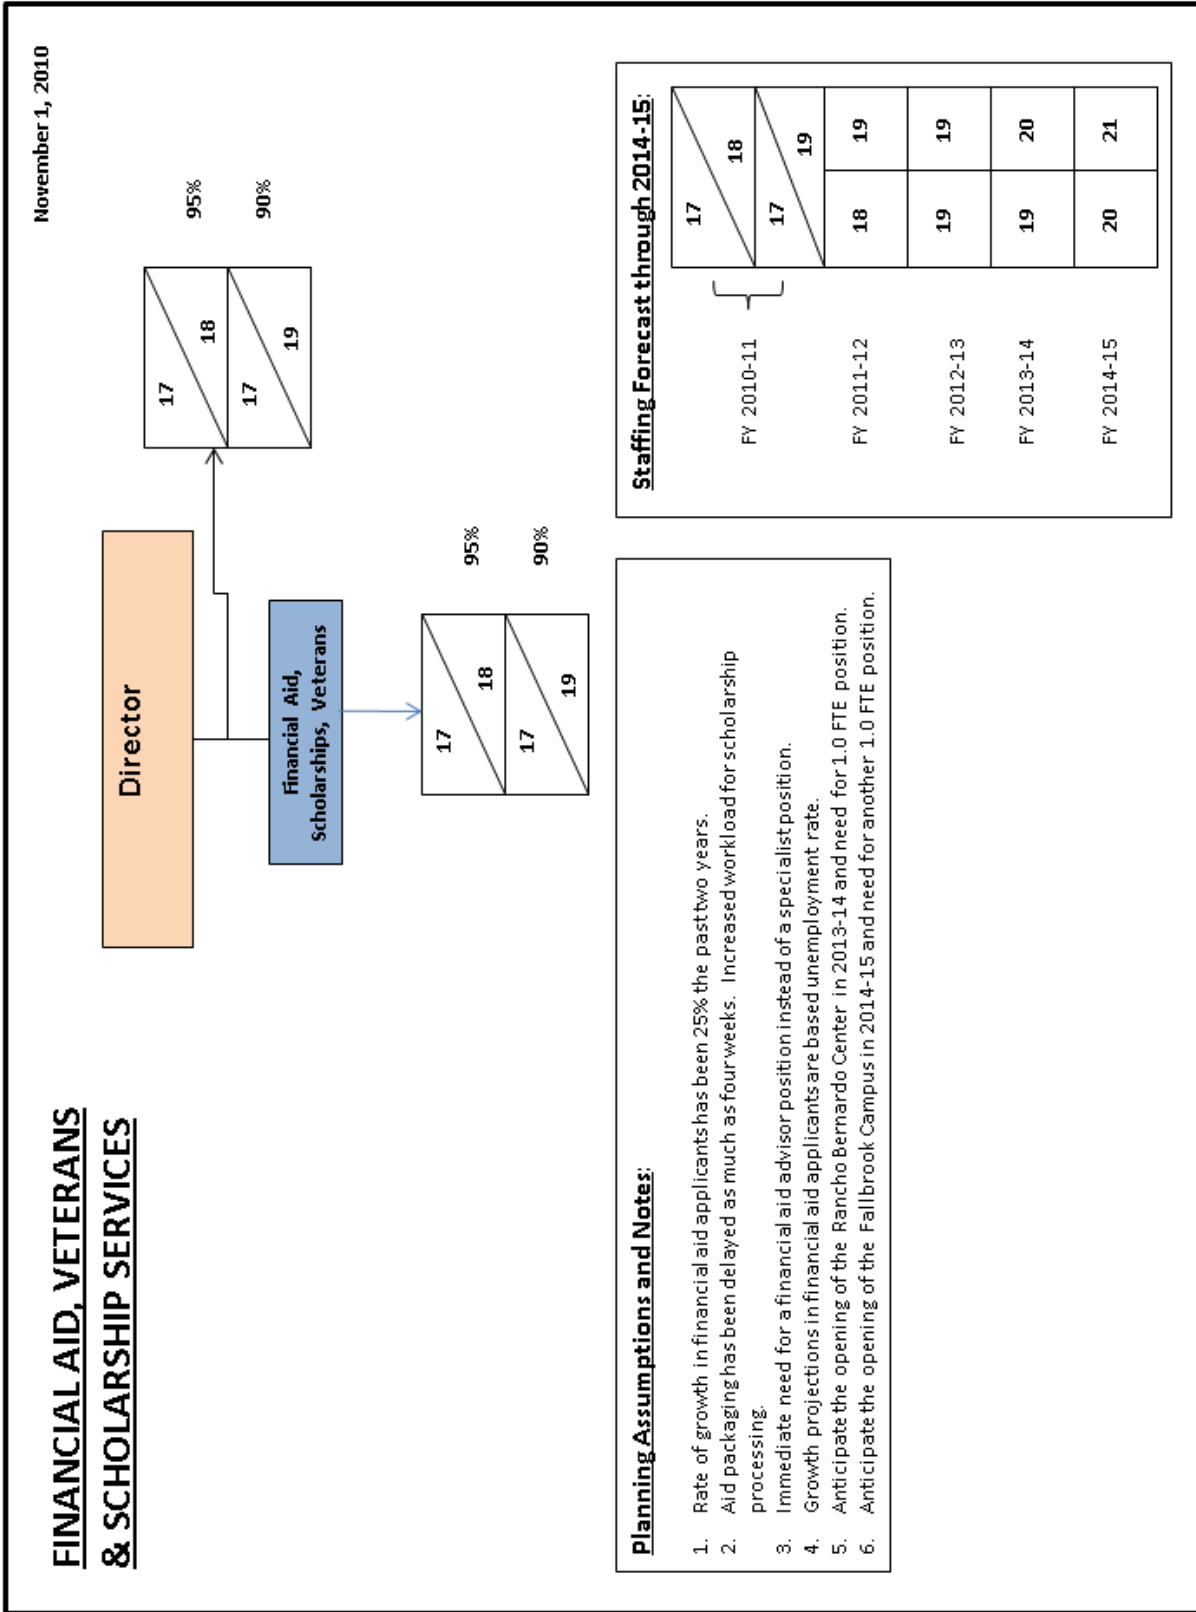 FINANCIAL AID, VETERANS
& SCHOLARSHIP SERVICES
November 1, 2010
Director
17
18
95%
17
19
90%
Financial Aid,
Scholarships, Veterans
17
18
95%
17
19
90%
Planning Assumptions and Notes:
1. Rate of growth in financial aid applicants has been 25% the past two years.
2. Aid packaging has been delayed as much as four weeks. Increased workload for scholarship
processing.
3. Immediate need for a financial aid advisor position instead of a specialist position.
4. Growth projections in financial aid applicants are based unemployment rate.
5. Anticipate the opening of the Rancho Bernardo Center in 2013-14 and need for 1.0 FTE position.
6. Anticipate the opening of the Fallbrook Campus in 2014-15 and need for another 1.0 FTE position.
Staffing Forecast through 2014-15:
FY 2010-11
17
18
17
19
FY 2011-12 18 19
FY 2012-13 19 19
FY 2013-14 19 20
FY 2014-15 20 21